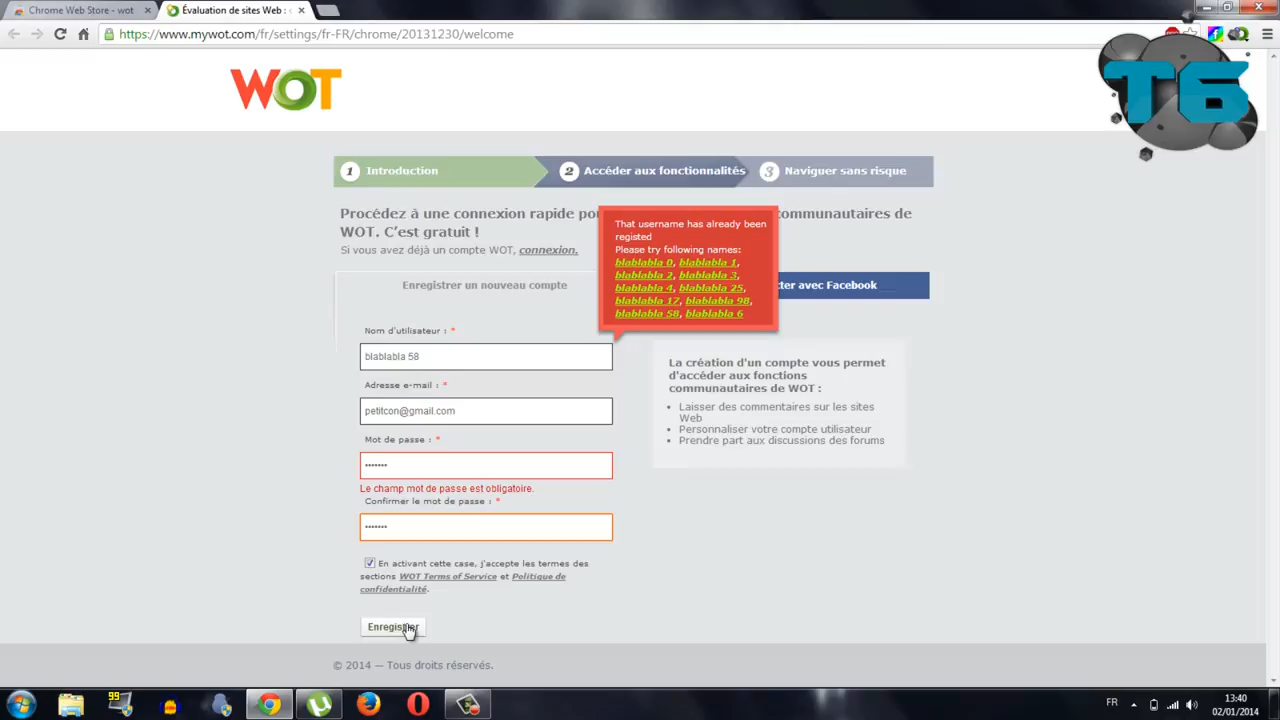 Chrome Web Store - wot
Évaluation de sites Web :
https://www.mywot.com/fr/settings/fr-FR/chrome/20131230/welcome
WOT
T6
1 Introduction
2 Accéder aux fonctionnalités
3 Naviguer sans risque
Procédez à une connexion rapide pou
communautaires de
WOT. C'est gratuit !
Si vous avez déjà un compte WOT, connexion.
That username has already been
registed
Please try following names:
blablabla 0, blablabla 1,
blablabla 2, blablabla 3,
blablabla 4, blablabla 25,
blablabla 17, blablabla 98,
blablabla 58, blablabla 6
Enregistrer un nouveau compte
cter avec Facebook
Nom d'utilisateur : *
blablabla 58
Adresse e-mail : *
petitcon@gmail.com
Mot de passe : *
•••••••
Le champ mot de passe est obligatoire.
Confirmer le mot de passe : *
•••••••
En activant cette case, j'accepte les termes des
sections WOT Terms of Service et Politique de
confidentialité.
Enregistrer
La création d'un compte vous permet
d'accéder aux fonctions
communautaires de WOT :
• Laisser des commentaires sur les sites
Web
• Personnaliser votre compte utilisateur
• Prendre part aux discussions des forums
© 2014 — Tous droits réservés.
99
FR
13:40
02/01/2014